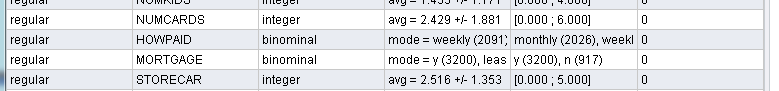 regular NOMKIDS integer avg = 1.453 +/- 1.171 [0.000 ; 4.000] 0
regular NUMCARDS integer avg = 2.429 +/- 1.881 [0.000 ; 6.000] 0
regular HOWPAID binominal mode = weekly (2091) monthly (2026), weekl 0
regular MORTGAGE binominal mode = y (3200), leas y (3200), n (917) 0
regular STORECAR integer avg = 2.516 +/- 1.353 [0.000 ; 5.000] 0